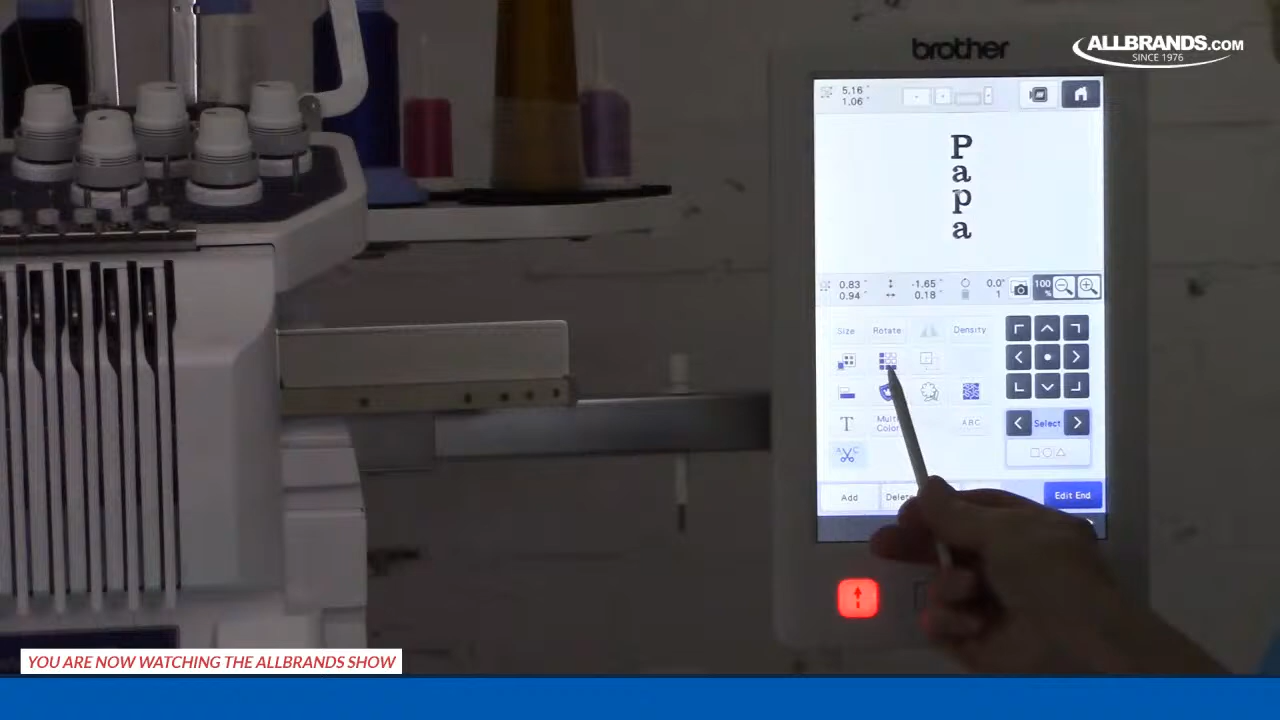 brother
ALLBRANDS.COM
SINCE 1976
5.16 "
1.06 "
P
a
p
a
0.83 "
0.94 "
-1.65 "
0.18 "
0.0°
1
100
%
Size
Rotate
Density
T
Multi
Color
ABC
A C
Select
Add
Delete
Edit End
YOU ARE NOW WATCHING THE ALLBRANDS SHOW